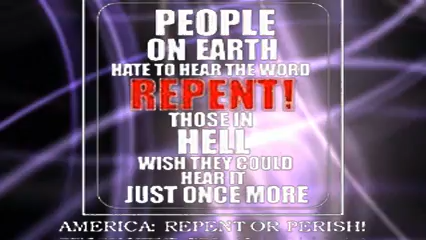 PEOPLE
ON EARTH
HATE TO HEAR THE WORD
REPENT!
THOSE IN
HELL
WISH THEY COULD
HEAR IT
JUST ONCE MORE
AMERICA: REPENT OR PERISH!